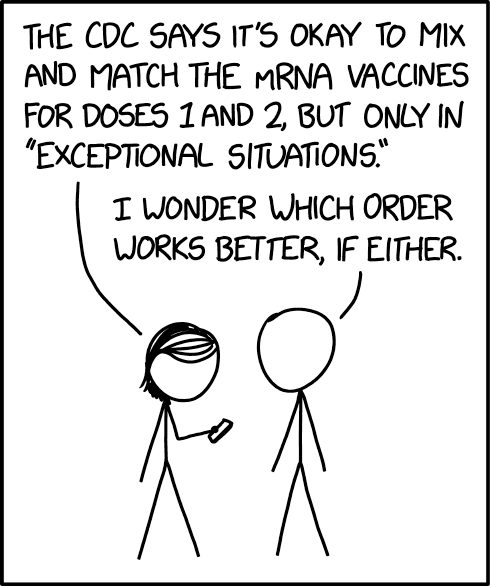 THE CDC SAYS IT'S OKAY TO MIX
AND MATCH THE mRNA VACCINES
FOR DOSES 1 AND 2, BUT ONLY IN
"EXCEPTIONAL SITUATIONS."
I WONDER WHICH ORDER
WORKS BETTER, IF EITHER.